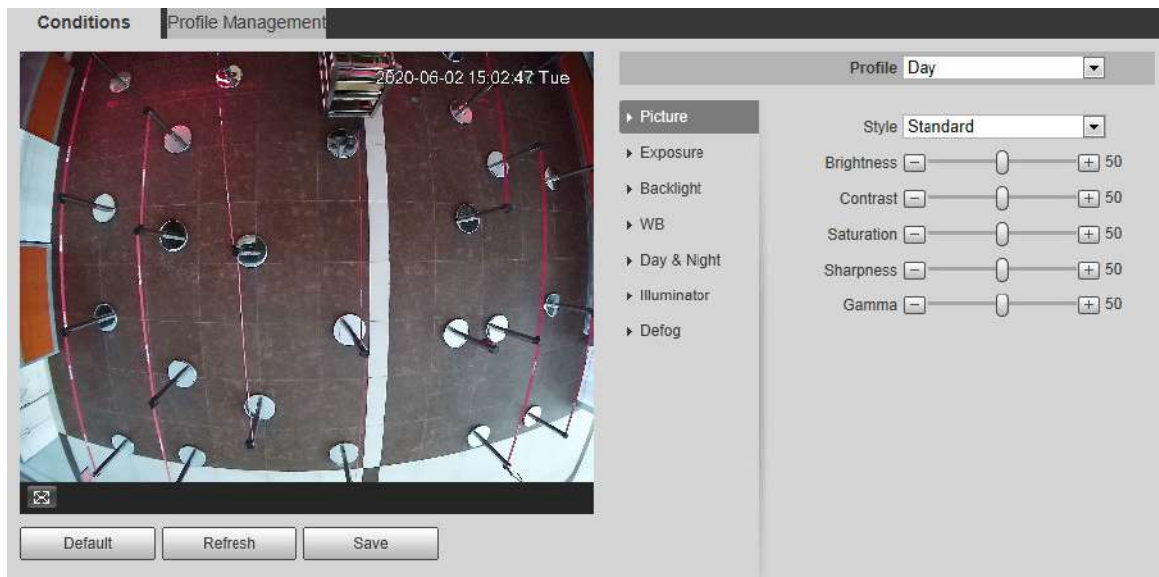 Conditions
Profile Management
2020-06-02 15:02:47 Tue
Profile Day
Picture
Exposure
Backlight
WB
Day & Night
Illuminator
Defog
Style Standard
Brightness 50
Contrast 50
Saturation 50
Sharpness 50
Gamma 50
Default
Refresh
Save